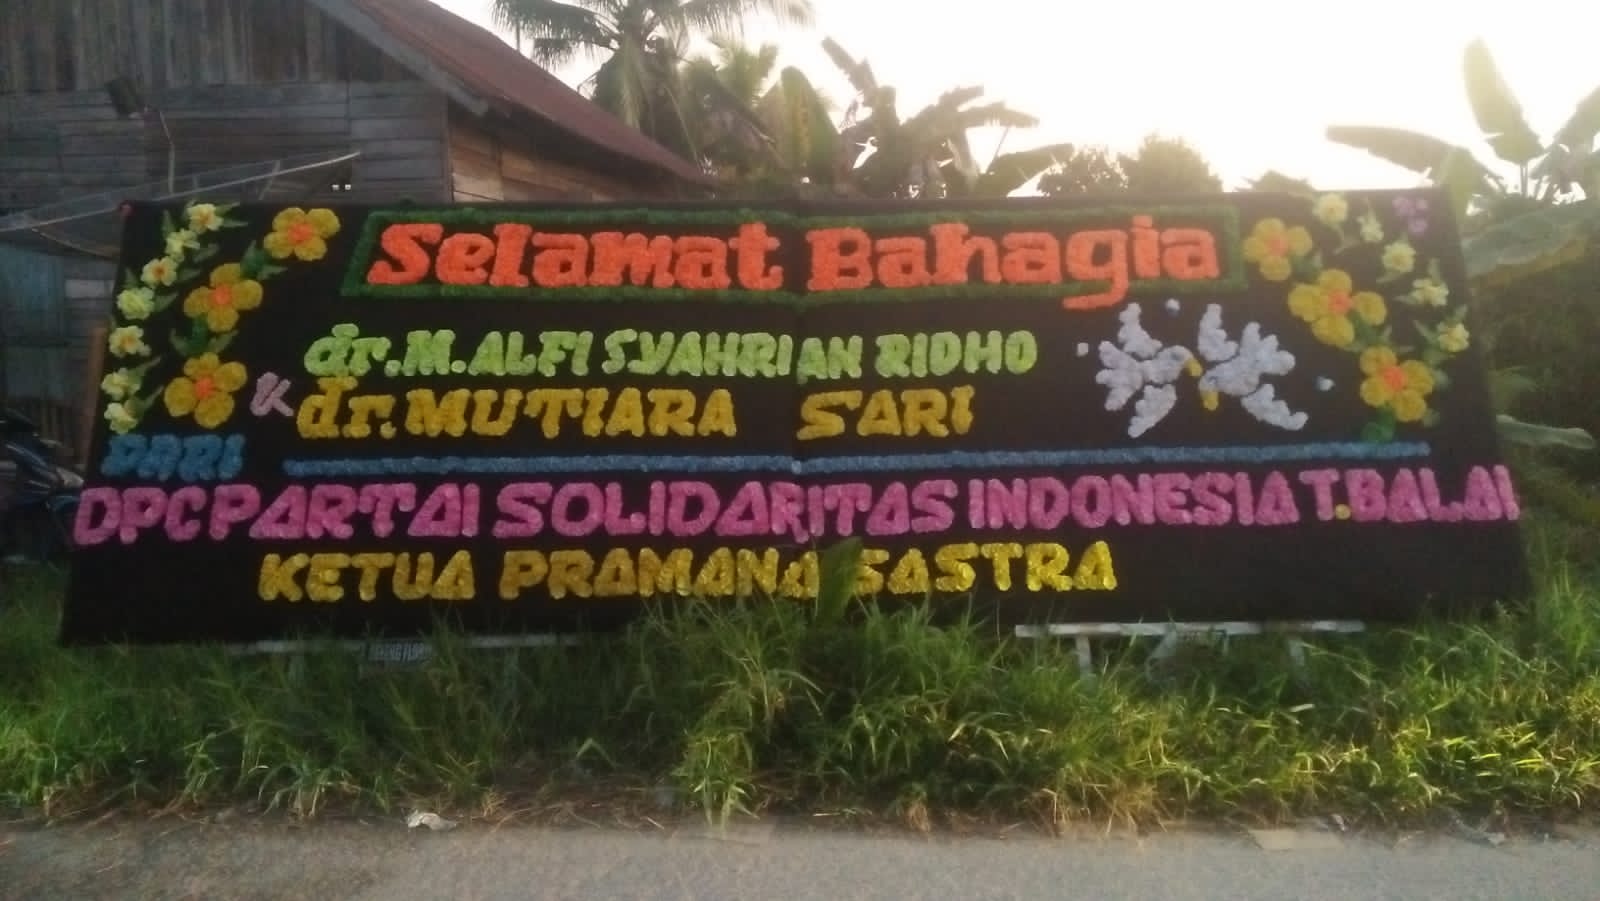 Selamat Bahagia
dr. M. ALFI SYAHRIAN RIDHO
& dr. MUTIARA SARI
DARI
DPC PARTAI SOLIDARITAS INDONESIA T.BALAI
KETUA PRAMANA SASTRA